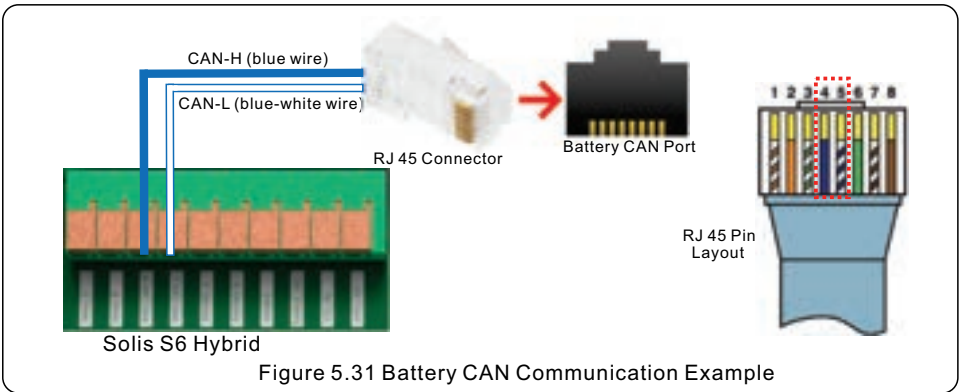 CAN-H (blue wire)
CAN-L (blue-white wire)
RJ 45 Connector
Battery CAN Port
1 2 3 4 5 6 7 8
RJ 45 Pin
Layout
Solis S6 Hybrid
Figure 5.31 Battery CAN Communication Example